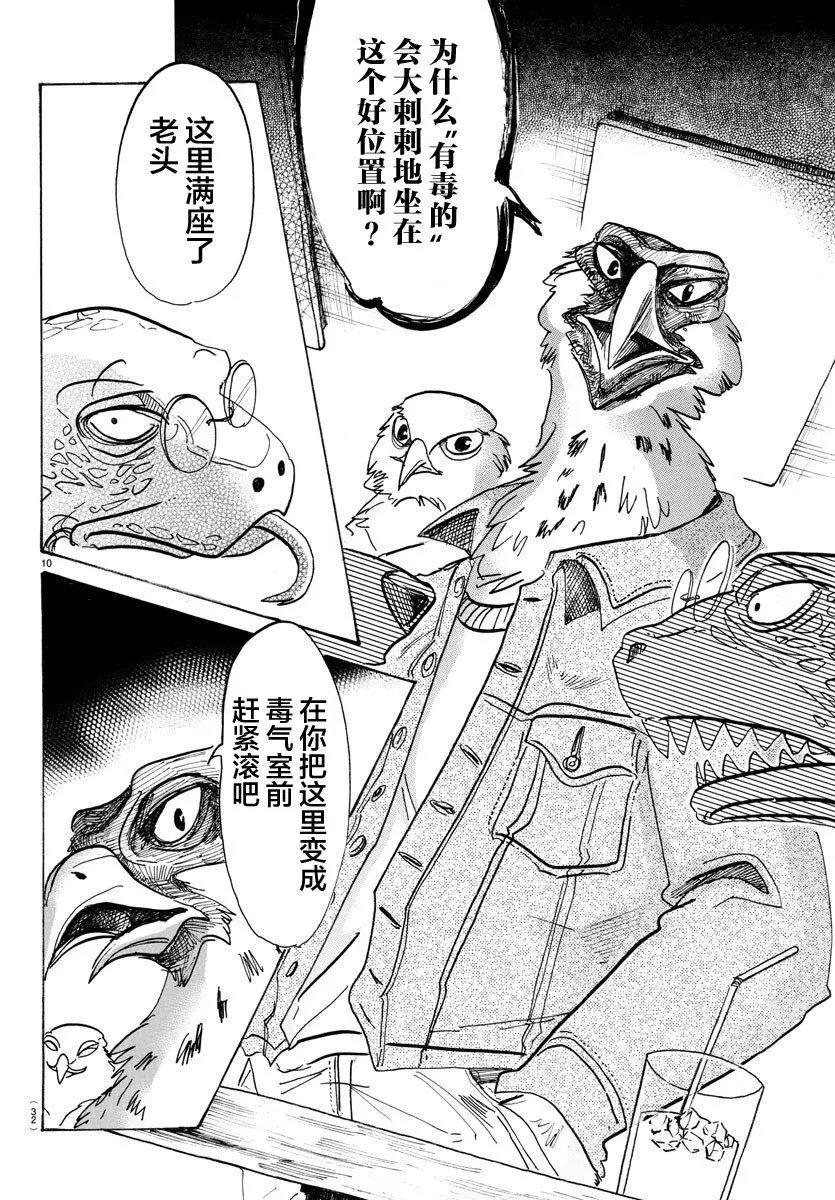 为什么"有毒的"
会大刺刺地坐在
这个好位置啊？
这里满座了
老头
10
在你把这里变成
毒气室前
赶紧滚吧
(32)